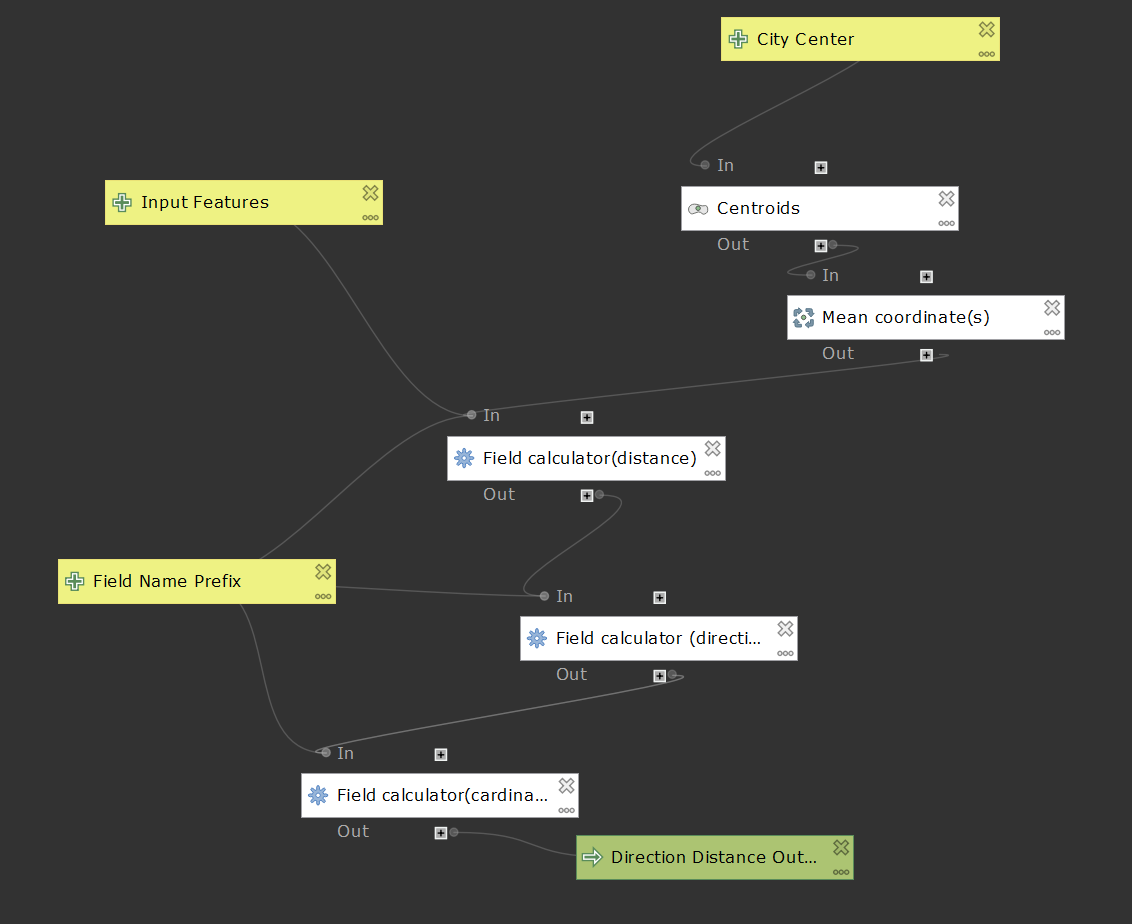 City Center
In
Input Features
Centroids
Out
In
Mean coordinate(s)
Out
In
Field calculator(distance)
Out
Field Name Prefix
In
Field calculator (directi...
Out
In
Field calculator(cardina...
Out
Direction Distance Out...